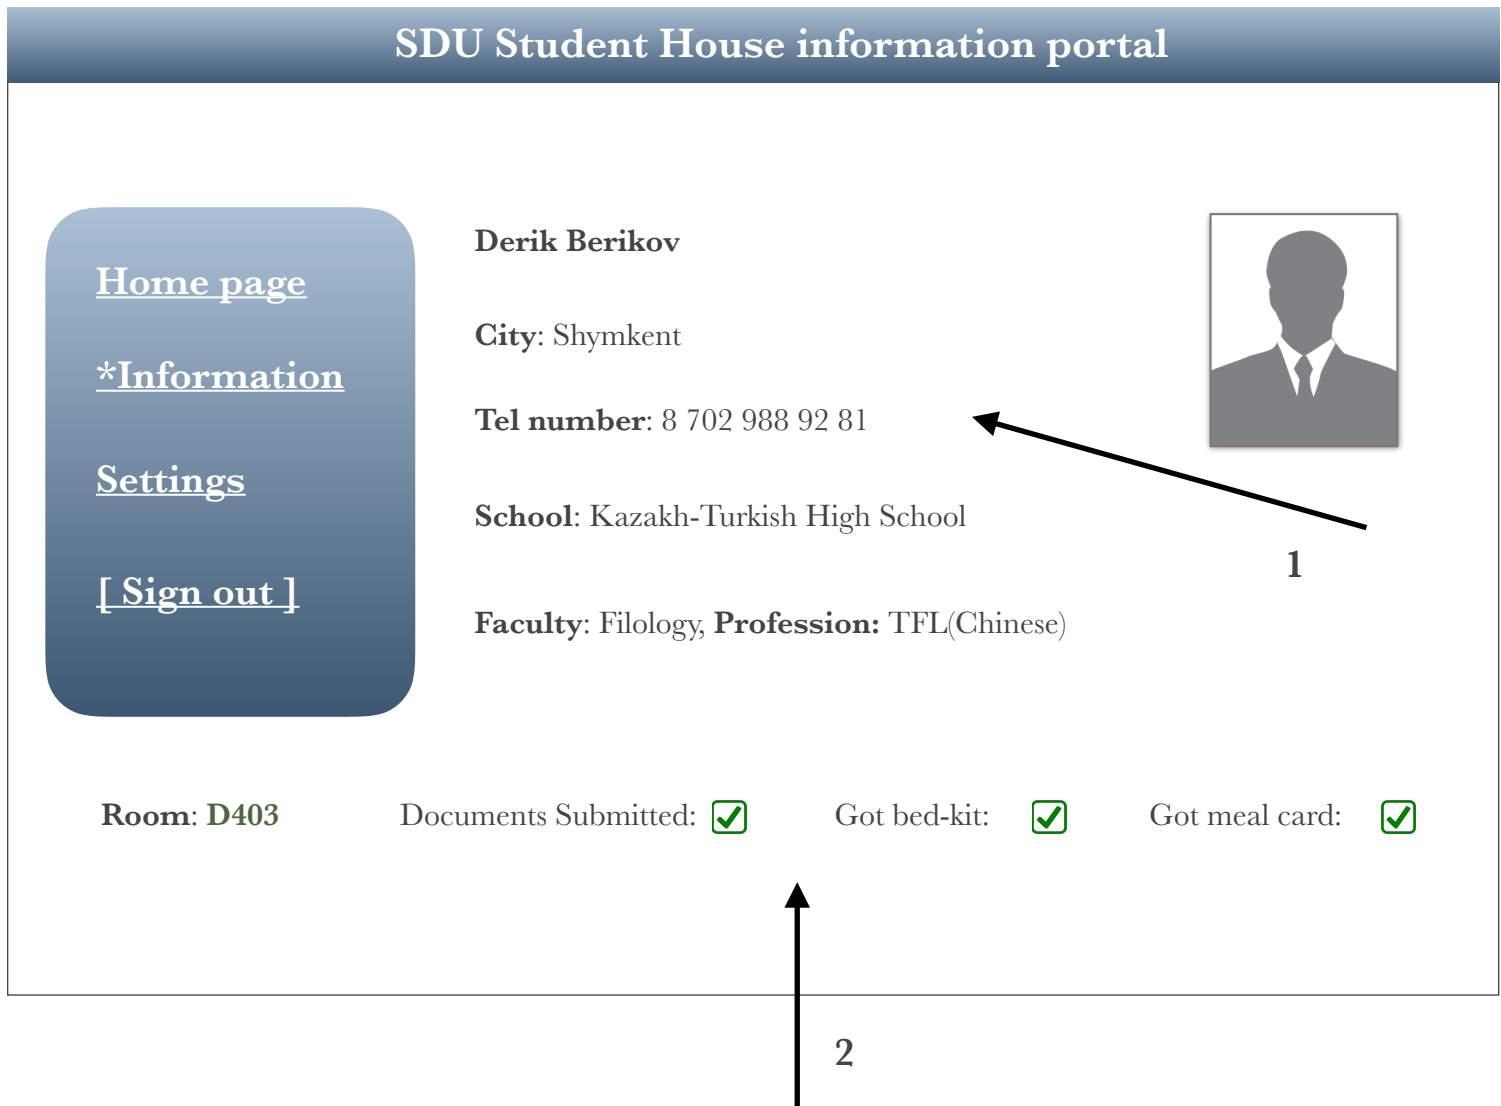 SDU Student House information portal
Home page
*Information
Settings
[ Sign out ]
Derik Berikov
City: Shymkent
Tel number: 8 702 988 92 81
School: Kazakh-Turkish High School
Faculty: Filology, Profession: TFL(Chinese)
1
Room: D403 Documents Submitted: Got bed-kit: Got meal card:
2